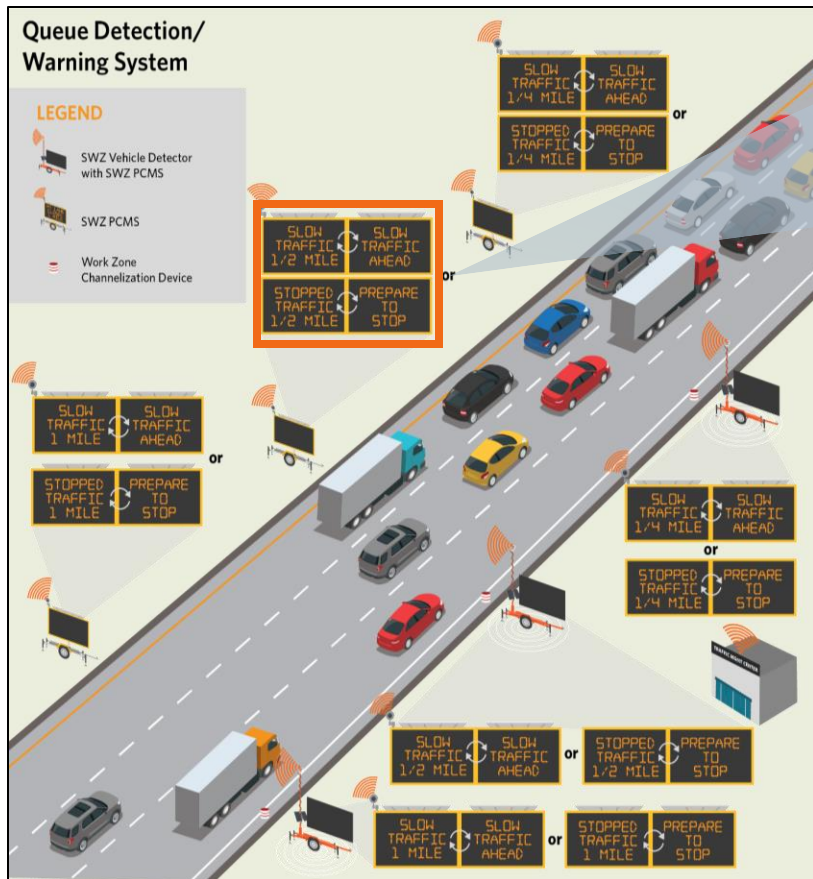 Queue Detection/
Warning System
LEGEND
SWZ Vehicle Detector
with SWZ PCMS
SWZ PCMS
Work Zone
Channelization Device
SLOW
TRAFFIC
1/4 MILE
SLOW
TRAFFIC
AHEAD
or
STOPPED
TRAFFIC
1/4 MILE
PREPARE
TO
STOP
SLOW
TRAFFIC
1/2 MILE
SLOW
TRAFFIC
AHEAD
or
STOPPED
TRAFFIC
1/2 MILE
PREPARE
TO
STOP
SLOW
TRAFFIC
1 MILE
SLOW
TRAFFIC
AHEAD
or
STOPPED
TRAFFIC
1 MILE
PREPARE
TO
STOP
SLOW
TRAFFIC
1/4 MILE
SLOW
TRAFFIC
AHEAD
or
STOPPED
TRAFFIC
1/4 MILE
PREPARE
TO
STOP
TRAFFIC MGMT CENTER
SLOW
TRAFFIC
1/2 MILE
SLOW
TRAFFIC
AHEAD
or
STOPPED
TRAFFIC
1/2 MILE
PREPARE
TO
STOP
SLOW
TRAFFIC
1 MILE
SLOW
TRAFFIC
AHEAD
or
STOPPED
TRAFFIC
1 MILE
PREPARE
TO
STOP